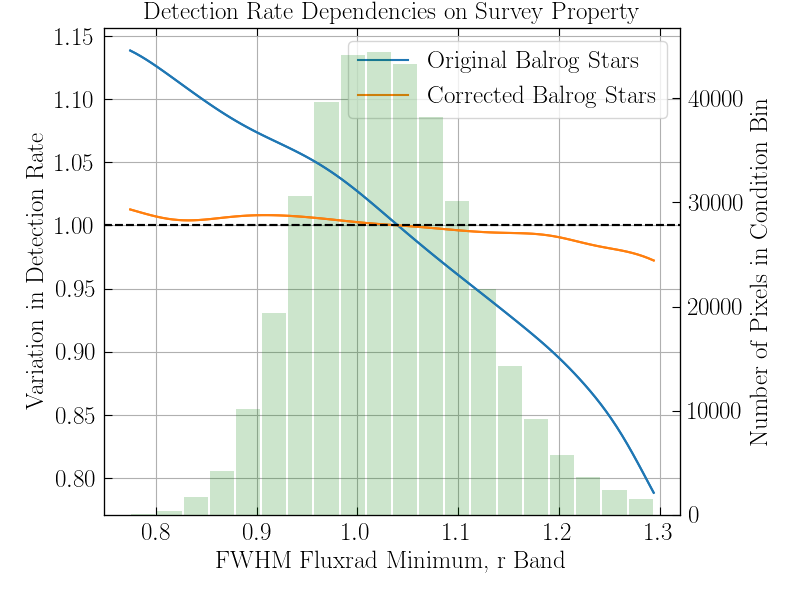 Detection Rate Dependencies on Survey Property
Original Balrog Stars
Corrected Balrog Stars
Variation in Detection Rate
1.15
1.10
1.05
1.00
0.95
0.90
0.85
0.80
40000
30000
20000
10000
0
Number of Pixels in Condition Bin
0.8 0.9 1.0 1.1 1.2 1.3
FWHM Fluxrad Minimum, r Band